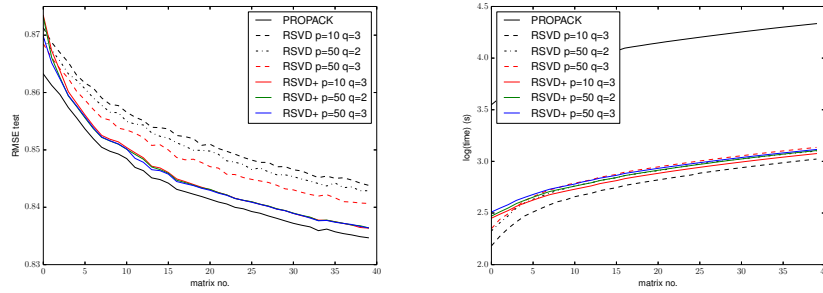 0.87
0.86
0.85
0.84
0.83
RMSE test
0
5
10
15
20
25
30
35
40
matrix no.
PROPACK
RSVD p=10 q=3
RSVD p=50 q=2
RSVD p=50 q=3
RSVD+ p=10 q=3
RSVD+ p=50 q=2
RSVD+ p=50 q=3
4.5
4.0
3.5
3.0
2.5
2.0
log(time) (s)
0
5
10
15
20
25
30
35
40
matrix no.
PROPACK
RSVD p=10 q=3
RSVD p=50 q=2
RSVD p=50 q=3
RSVD+ p=10 q=3
RSVD+ p=50 q=2
RSVD+ p=50 q=3